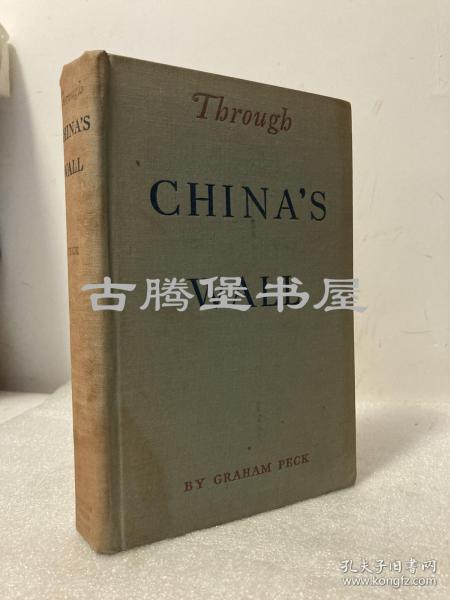 Through
CHINA'S
WALL
BY GRAHAM PECK
CHINA'S
WALL
PECK
古腾堡书屋
孔夫子旧书网
www.kongfz.com